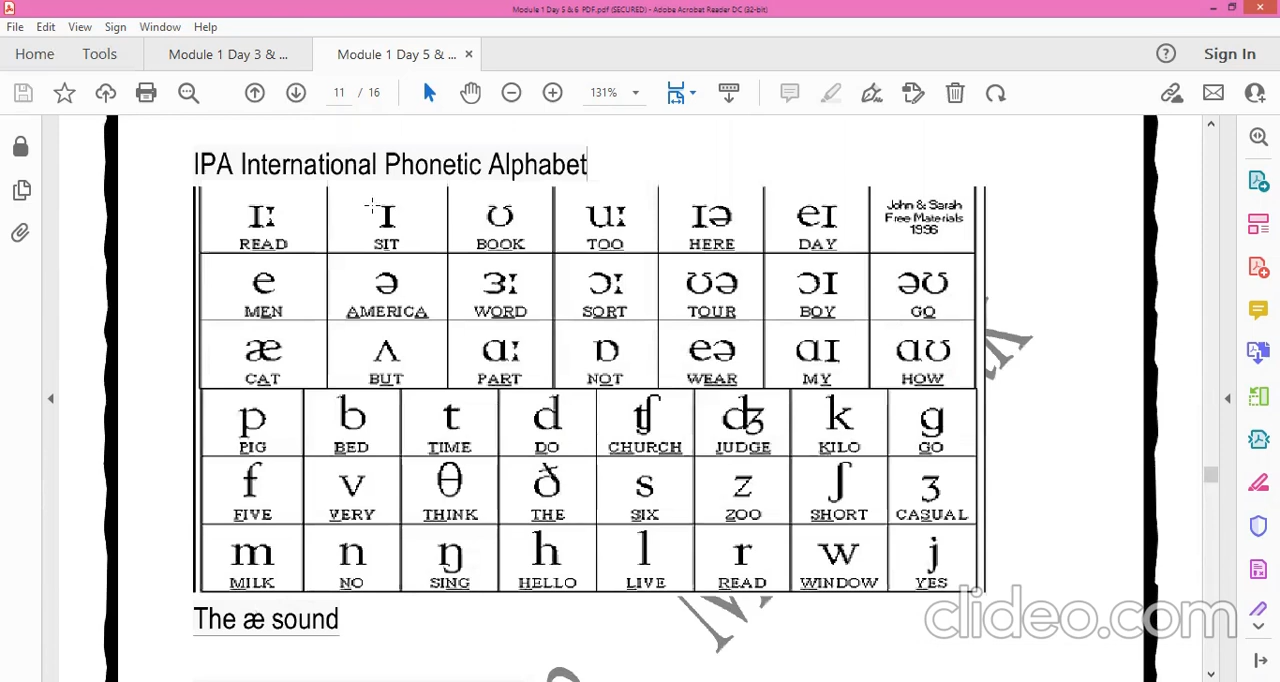 Module 1 Day 5 & 6 PDF.pdf (SECURED) - Adobe Acrobat Reader DC (32-bit)
File Edit View Sign Window Help
Home Tools Module 1 Day 3 & ... Module 1 Day 5 & ... × Sign In
11 / 16 131%
IPA International Phonetic Alphabet
ɪː ɪ ʊ uː ɪə eɪ John & Sarah
Free Materials
1996
READ SIT BOOK TOO HERE DAY
e ə ɜː ɔː ʊə ɔɪ əʊ
MEN AMERICA WORD SORT TOUR BOY GO
æ ʌ ɑː ɒ eə ɑɪ ɑʊ
CAT BUT PART NOT WEAR MY HOW
p b t d ʧ ʤ k g
PIG BED TIME DO CHURCH JUDGE KILO GO
f v θ ð s z ʃ ʒ
FIVE VERY THINK THE SIX ZOO SHORT CASUAL
m n ŋ h l r w j
MILK NO SING HELLO LIVE READ WINDOW YES
The æ sound
clideo.com